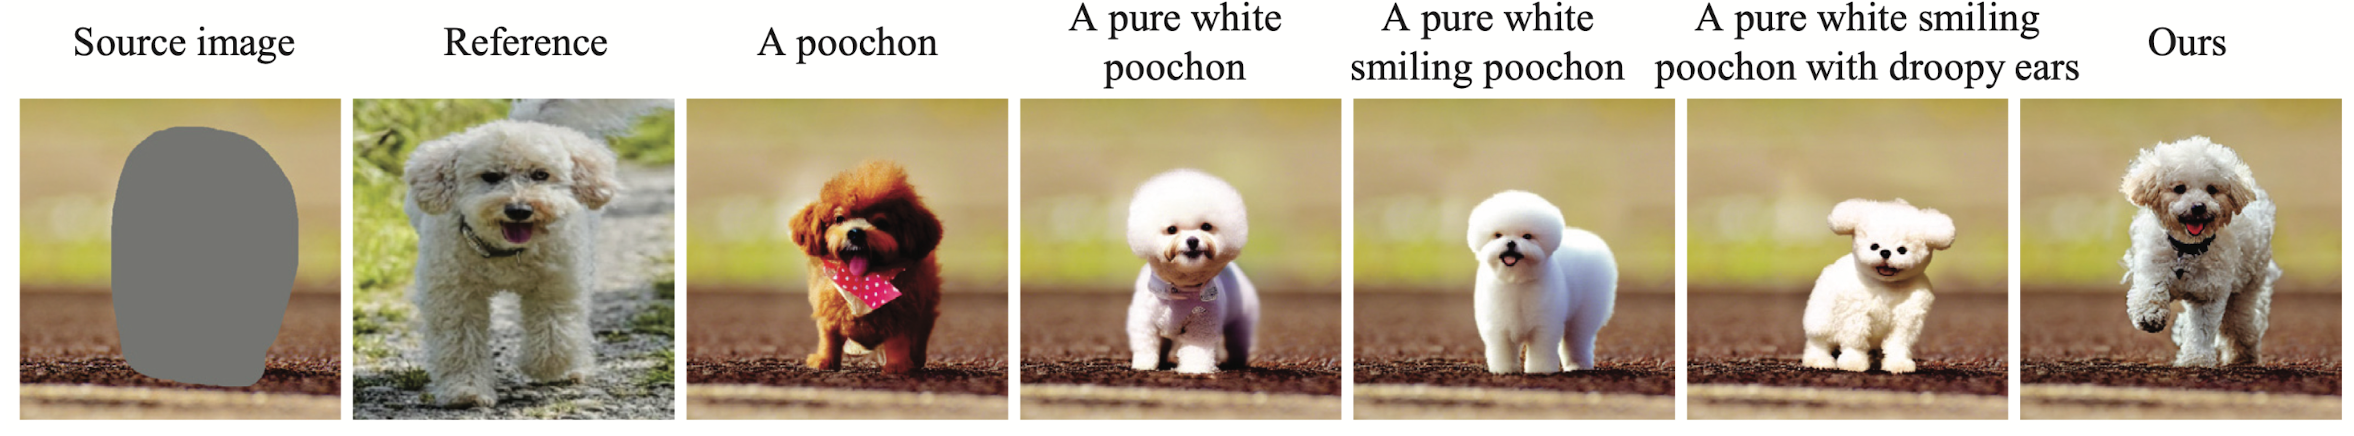 Source image
Reference
A poochon
A pure white
poochon
A pure white
smiling poochon
A pure white smiling
poochon with droopy ears
Ours